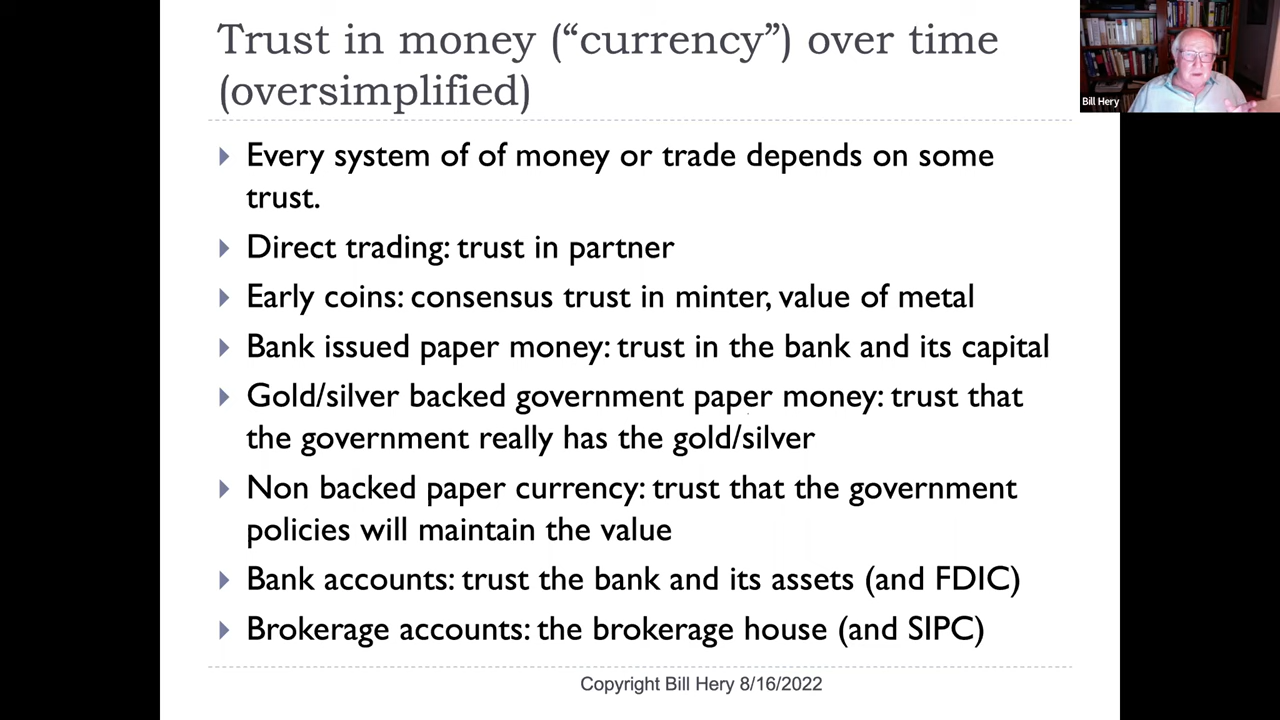 Trust in money (“currency”) over time
(oversimplified)
Every system of of money or trade depends on some
trust.
Direct trading: trust in partner
Early coins: consensus trust in minter, value of metal
Bank issued paper money: trust in the bank and its capital
Gold/silver backed government paper money: trust that
the government really has the gold/silver
Non backed paper currency: trust that the government
policies will maintain the value
Bank accounts: trust the bank and its assets (and FDIC)
Brokerage accounts: the brokerage house (and SIPC)
Copyright Bill Hery 8/16/2022
Bill Hery